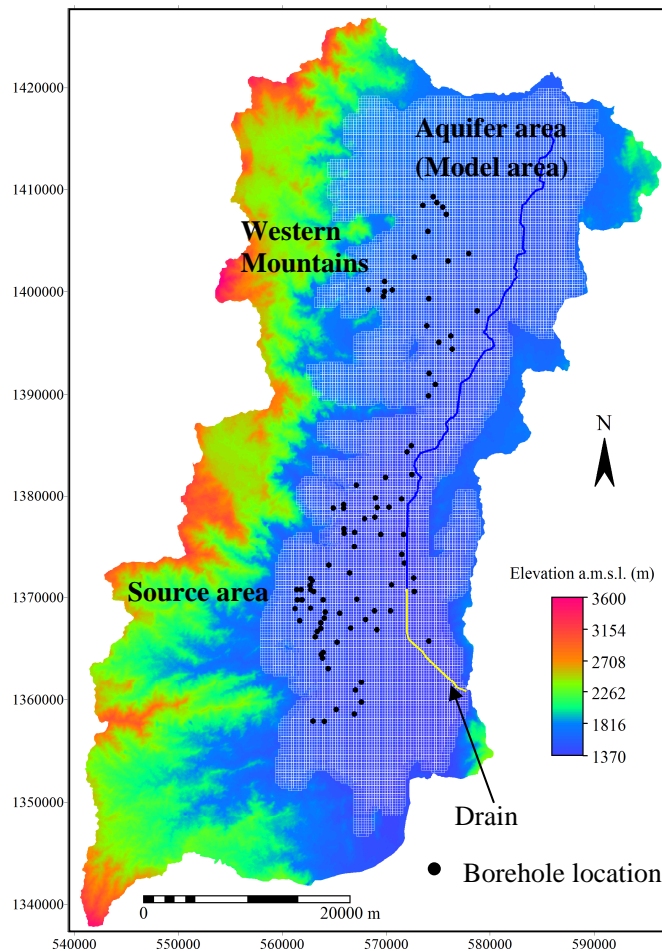 1420000
Aquifer area
(Model area)
1410000
Western
Mountains
1400000
1390000
N
1380000
Elevation a.m.s.l. (m)
1370000
Source area
3600
3154
2708
2262
1816
1370
1360000
1350000
Drain
Borehole location
1340000
0 20000 m
540000 550000 560000 570000 580000 590000